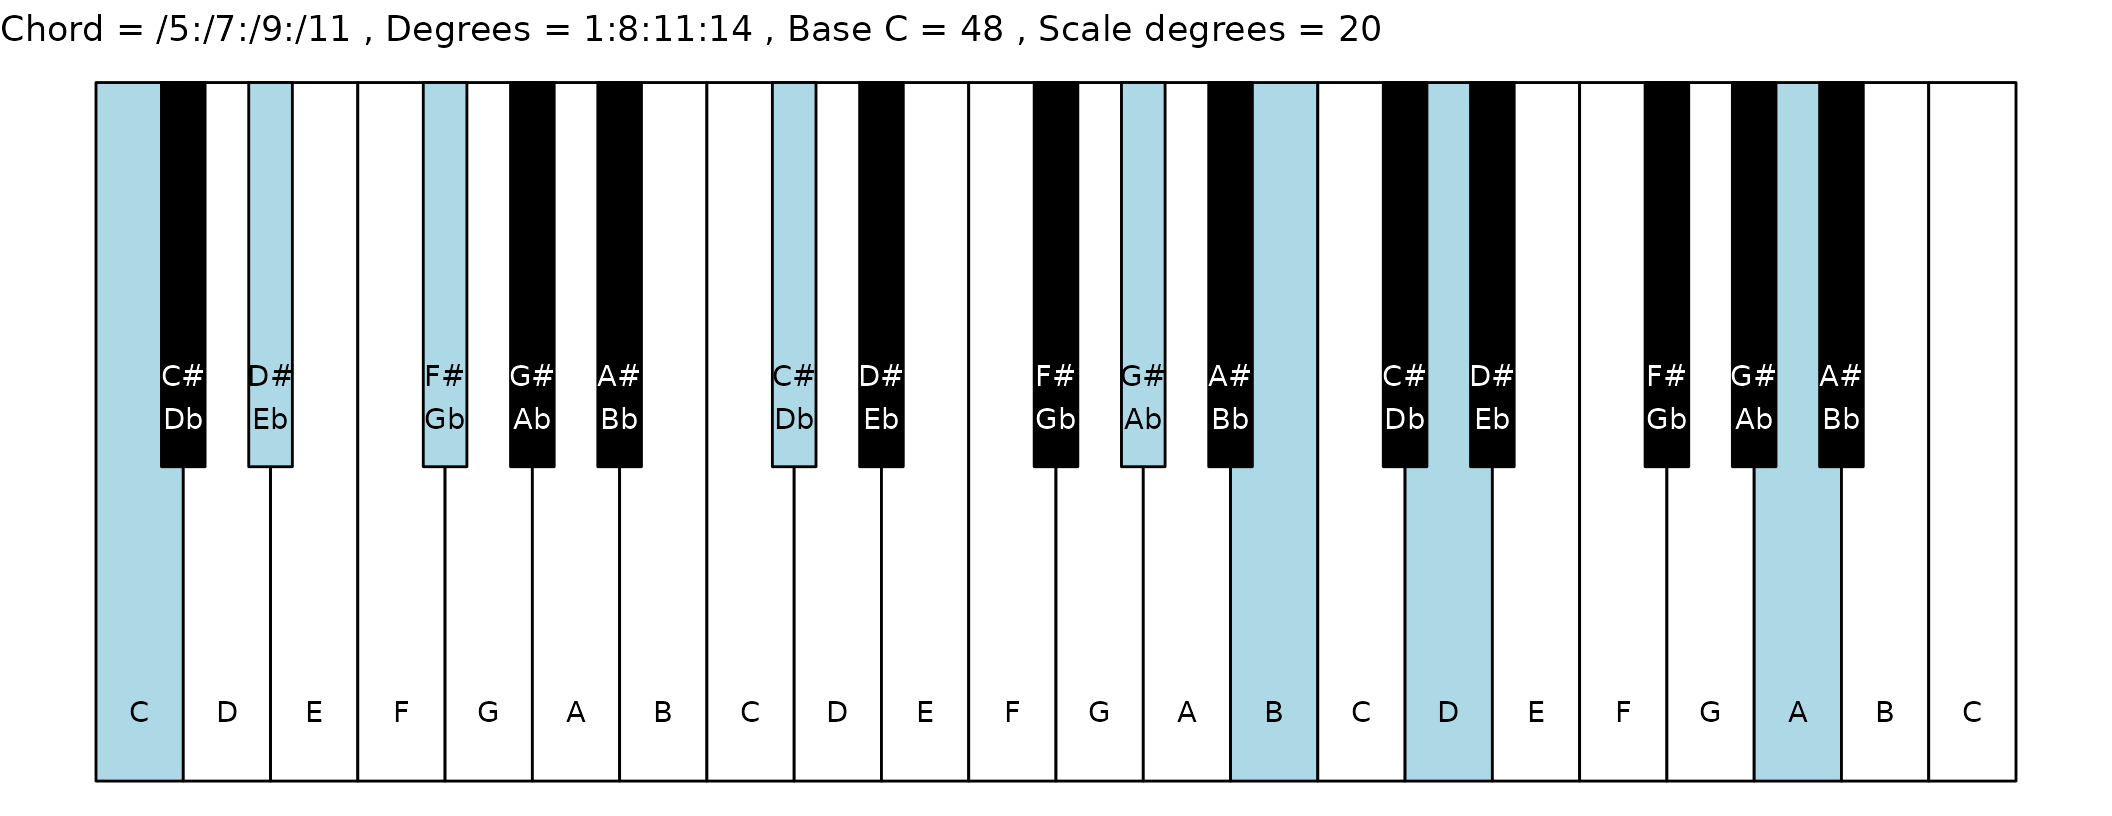 Chord = /5:/7:/9:/11 , Degrees = 1:8:11:14 , Base C = 48 , Scale degrees = 20
C# D# F# G# A# C# D# F# G# A# C# D# F# G# A#
Db Eb Gb Ab Bb Db Eb Gb Ab Bb Db Eb Gb Ab Bb
C D E F G A B C D E F G A B C D E F G A B C